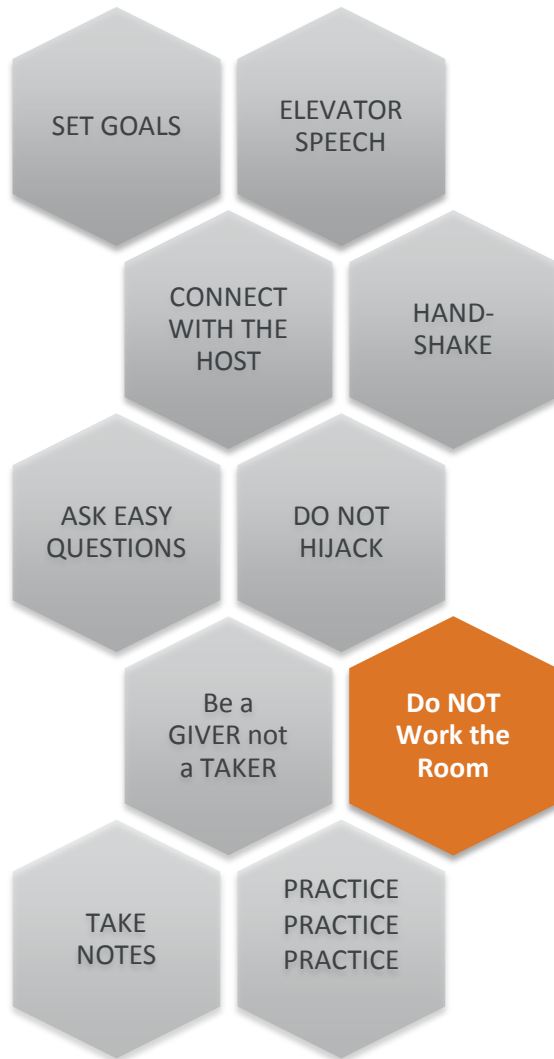 SET GOALS
ELEVATOR
SPEECH
CONNECT
WITH THE
HOST
HAND-
SHAKE
ASK EASY
QUESTIONS
DO NOT
HIJACK
Be a
GIVER not
a TAKER
Do NOT
Work the
Room
TAKE
NOTES
PRACTICE
PRACTICE
PRACTICE